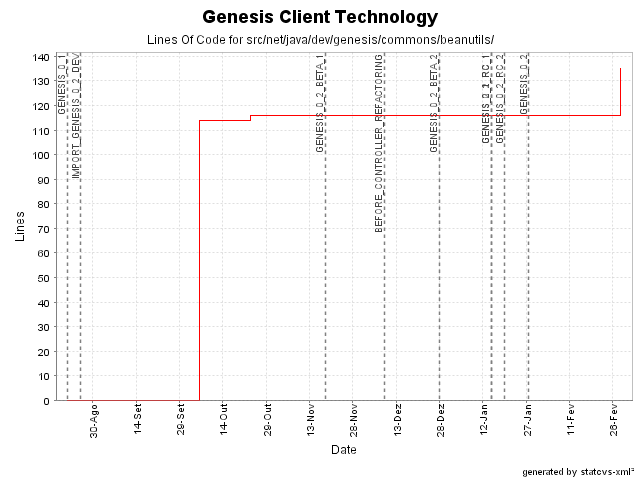 Genesis Client Technology
Lines Of Code for src/net/java/dev/genesis/commons/beanutils/
Lines
140
130
120
110
100
90
80
70
60
50
40
30
20
10
0
GENESIS_0_1
IMPORT_GENESIS_0_2_DEV
GENESIS_0_2_BETA_1
BEFORE_CONTROLLER_REFACTORING
GENESIS_0_2_BETA_2
GENESIS_0_2_RC_1
GENESIS_0_2_RC_2
GENESIS_0_2
30-Ago
14-Set
29-Set
14-Out
29-Out
13-Nov
28-Nov
13-Dez
28-Dez
12-Jan
27-Jan
11-Fev
26-Fev
Date
generated by statcvs-xml²